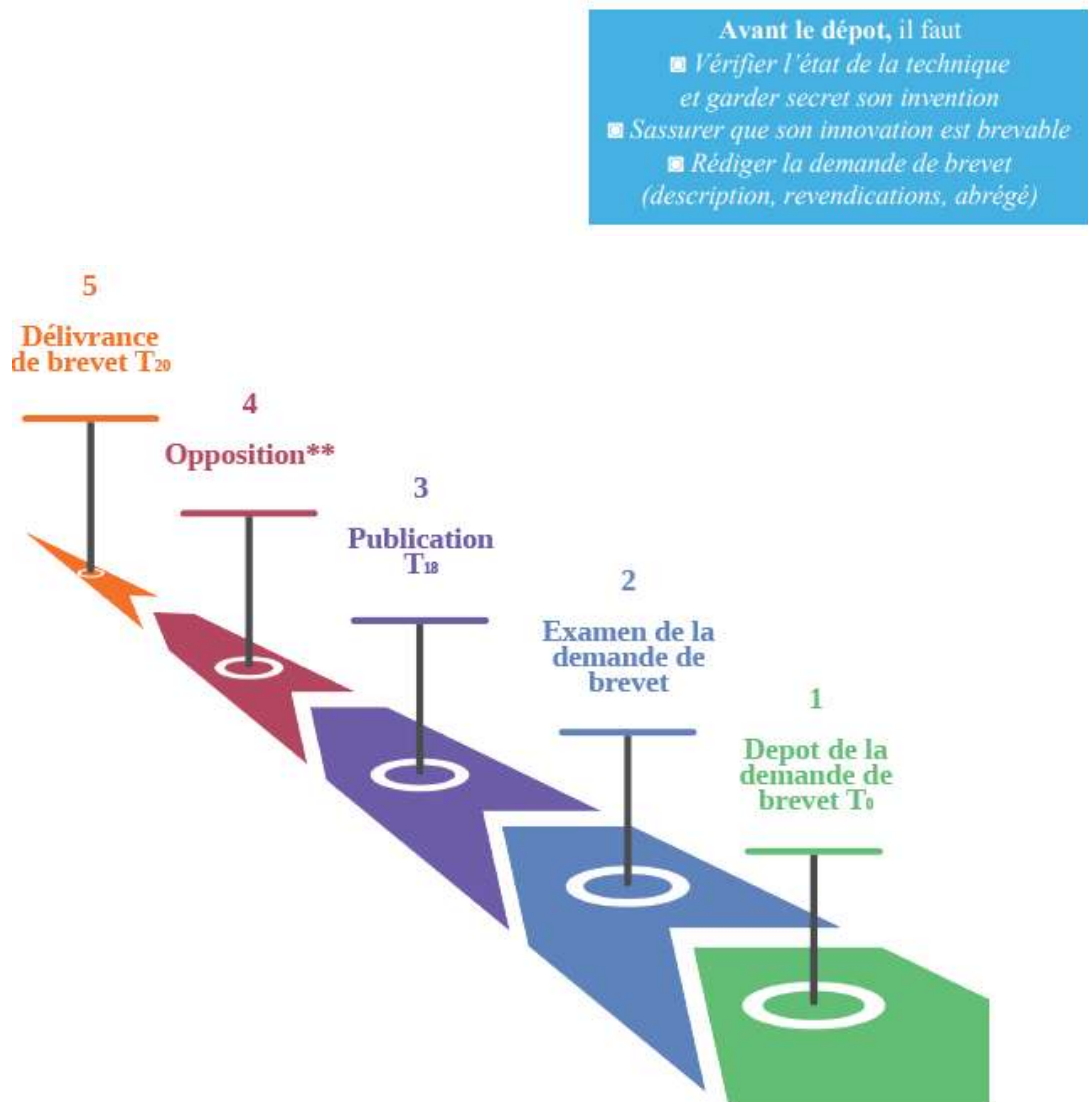 Avant le dépot, il faut
◙ Vérifier l'état de la technique
et garder secret son invention
◙ Sassurer que son innovation est brevable
◙ Rédiger la demande de brevet
(description, revendications, abrégé)
5
Délivrance
de brevet T20
4
Opposition**
3
Publication
T18
2
Examen de la
demande de
brevet
1
Depot de la
demande de
brevet T0